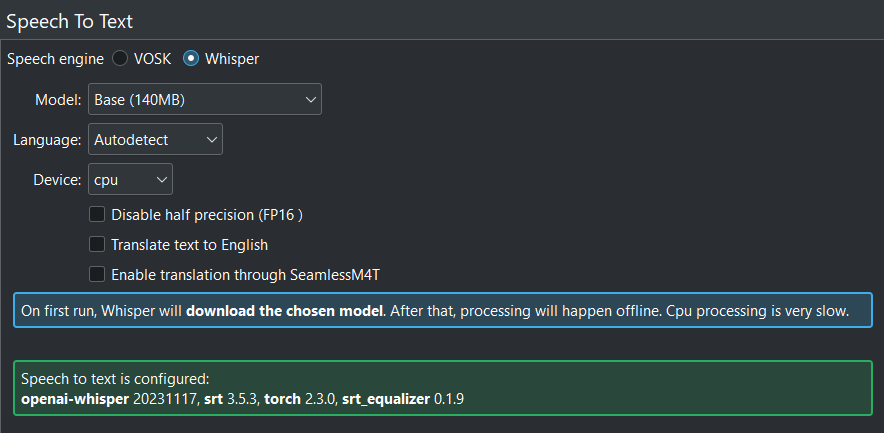 Speech To Text
Speech engine VOSK Whisper
Model: Base (140MB)
Language: Autodetect
Device: cpu
Disable half precision (FP16 )
Translate text to English
Enable translation through SeamlessM4T
On first run, Whisper will download the chosen model. After that, processing will happen offline. Cpu processing is very slow.
Speech to text is configured:
openai-whisper 20231117, srt 3.5.3, torch 2.3.0, srt_equalizer 0.1.9